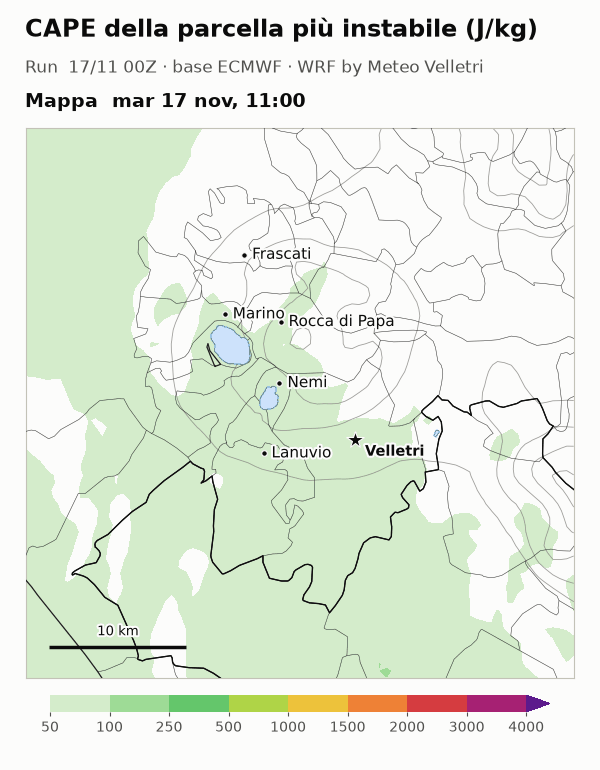 CAPE della parcella più instabile (J/kg)
Run  17/11 00Z · base ECMWF · WRF by Meteo Velletri
Mappa  mar 17 nov, 11:00
Frascati
Marino
Rocca di Papa
Nemi
Velletri
Lanuvio
10 km
50 100 250 500 1000 1500 2000 3000 4000